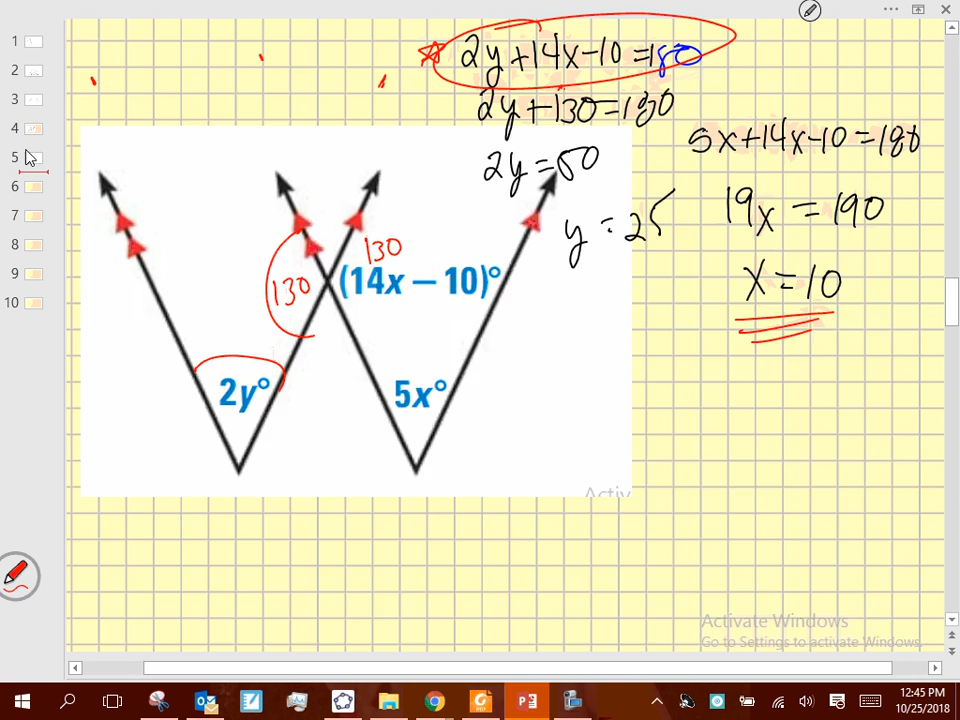 1
2
3
4
5
6
7
8
9
10
2y+14x-10=180
2y+130=180
2y=50
y=25
5x+14x-10=180
19x=190
x=10
130
130
(14x – 10)°
2y°
5x°
Activ
Activate Windows
Go to Settings to activate Windows.
12:45 PM
10/25/2018